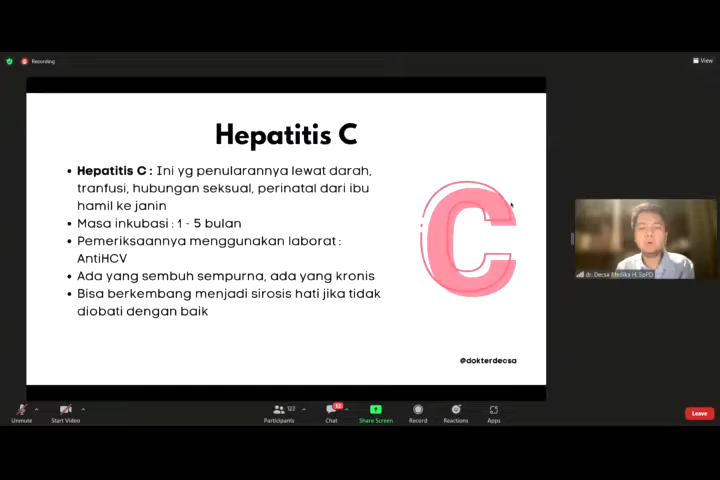 Recording
View
Hepatitis C
Hepatitis C : Ini yg penularannya lewat darah,
tranfusi, hubungan seksual, perinatal dari ibu
hamil ke janin
Masa inkubasi : 1 - 5 bulan
Pemeriksaannya menggunakan laborat :
AntiHCV
Ada yang sembuh sempurna, ada yang kronis
Bisa berkembang menjadi sirosis hati jika tidak
diobati dengan baik
C
@dokterdecsa
dr. Decsa Medika H, SpPD
Unmute
Start Video
Participants
122
Chat
Share Screen
Record
Reactions
Apps
Leave